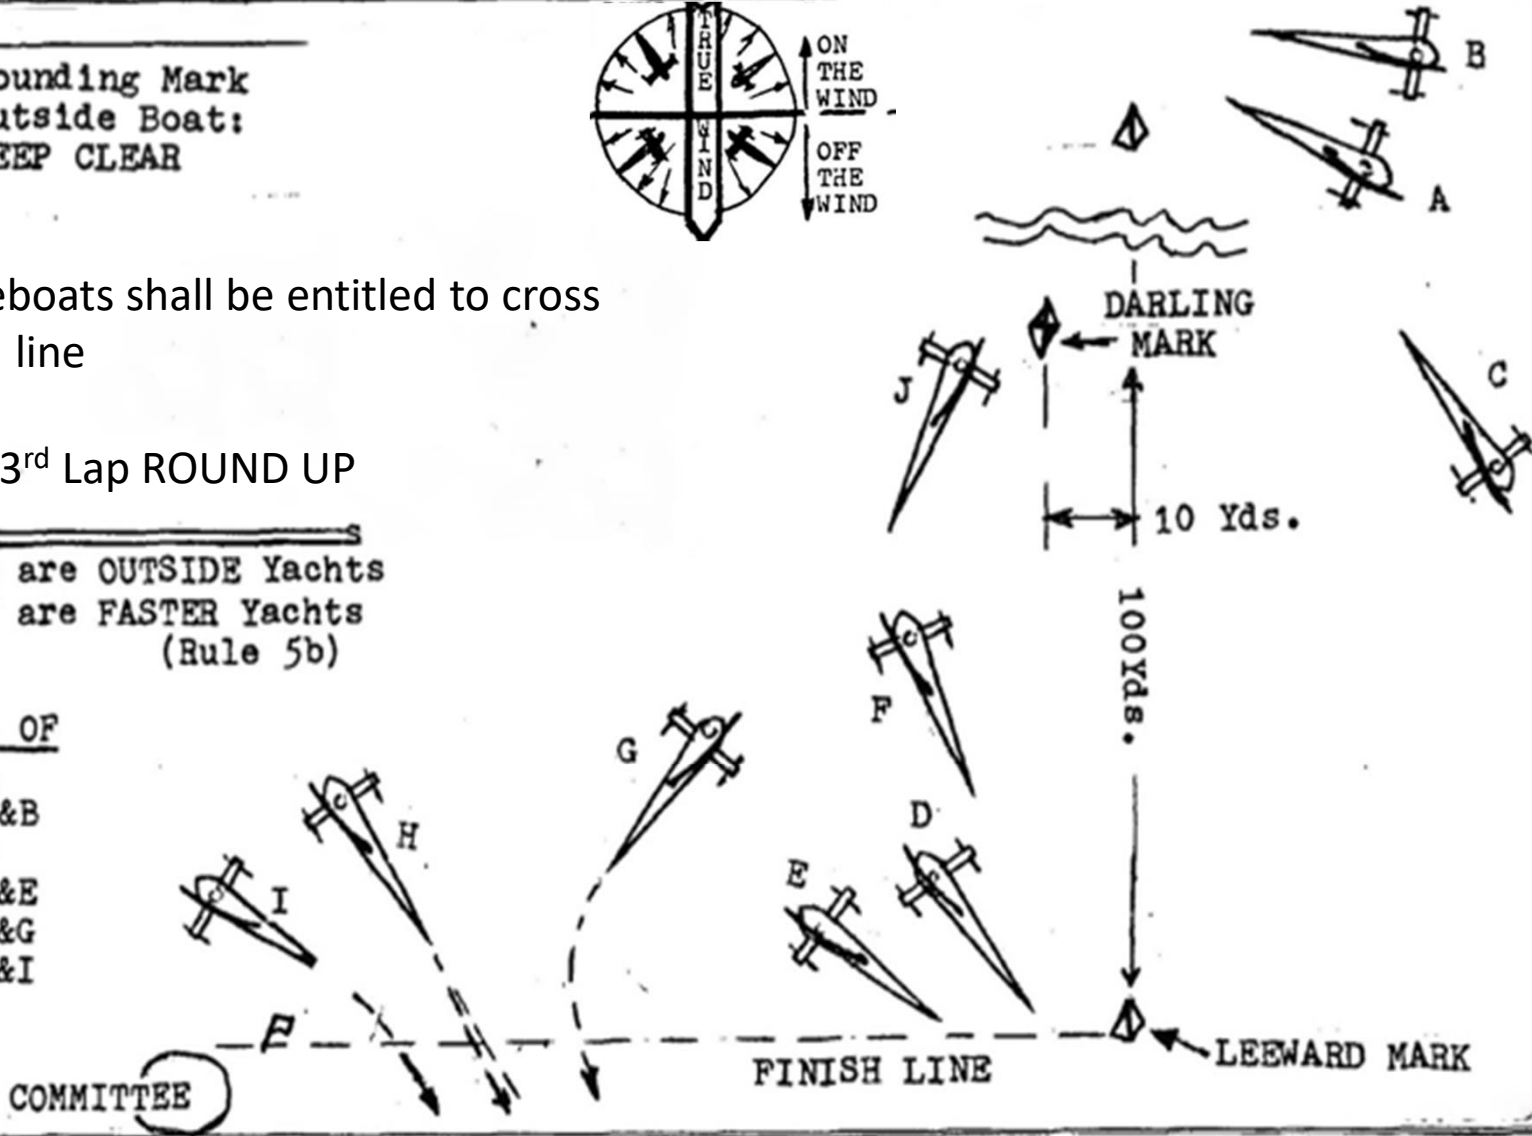 ounding Mark
utside Boat:
EEP CLEAR
eboats shall be entitled to cross
line
3rd Lap ROUND UP
S
are OUTSIDE Yachts
are FASTER Yachts
(Rule 5b)
OF
&B
&E
&G
&I
TRUE WIND
ON
THE
WIND
OFF
THE
WIND
B
A
DARLING
MARK
C
J
10 Yds.
100Yds.
F
G
D
H
E
I
P
FINISH LINE
LEEWARD MARK
COMMITTEE